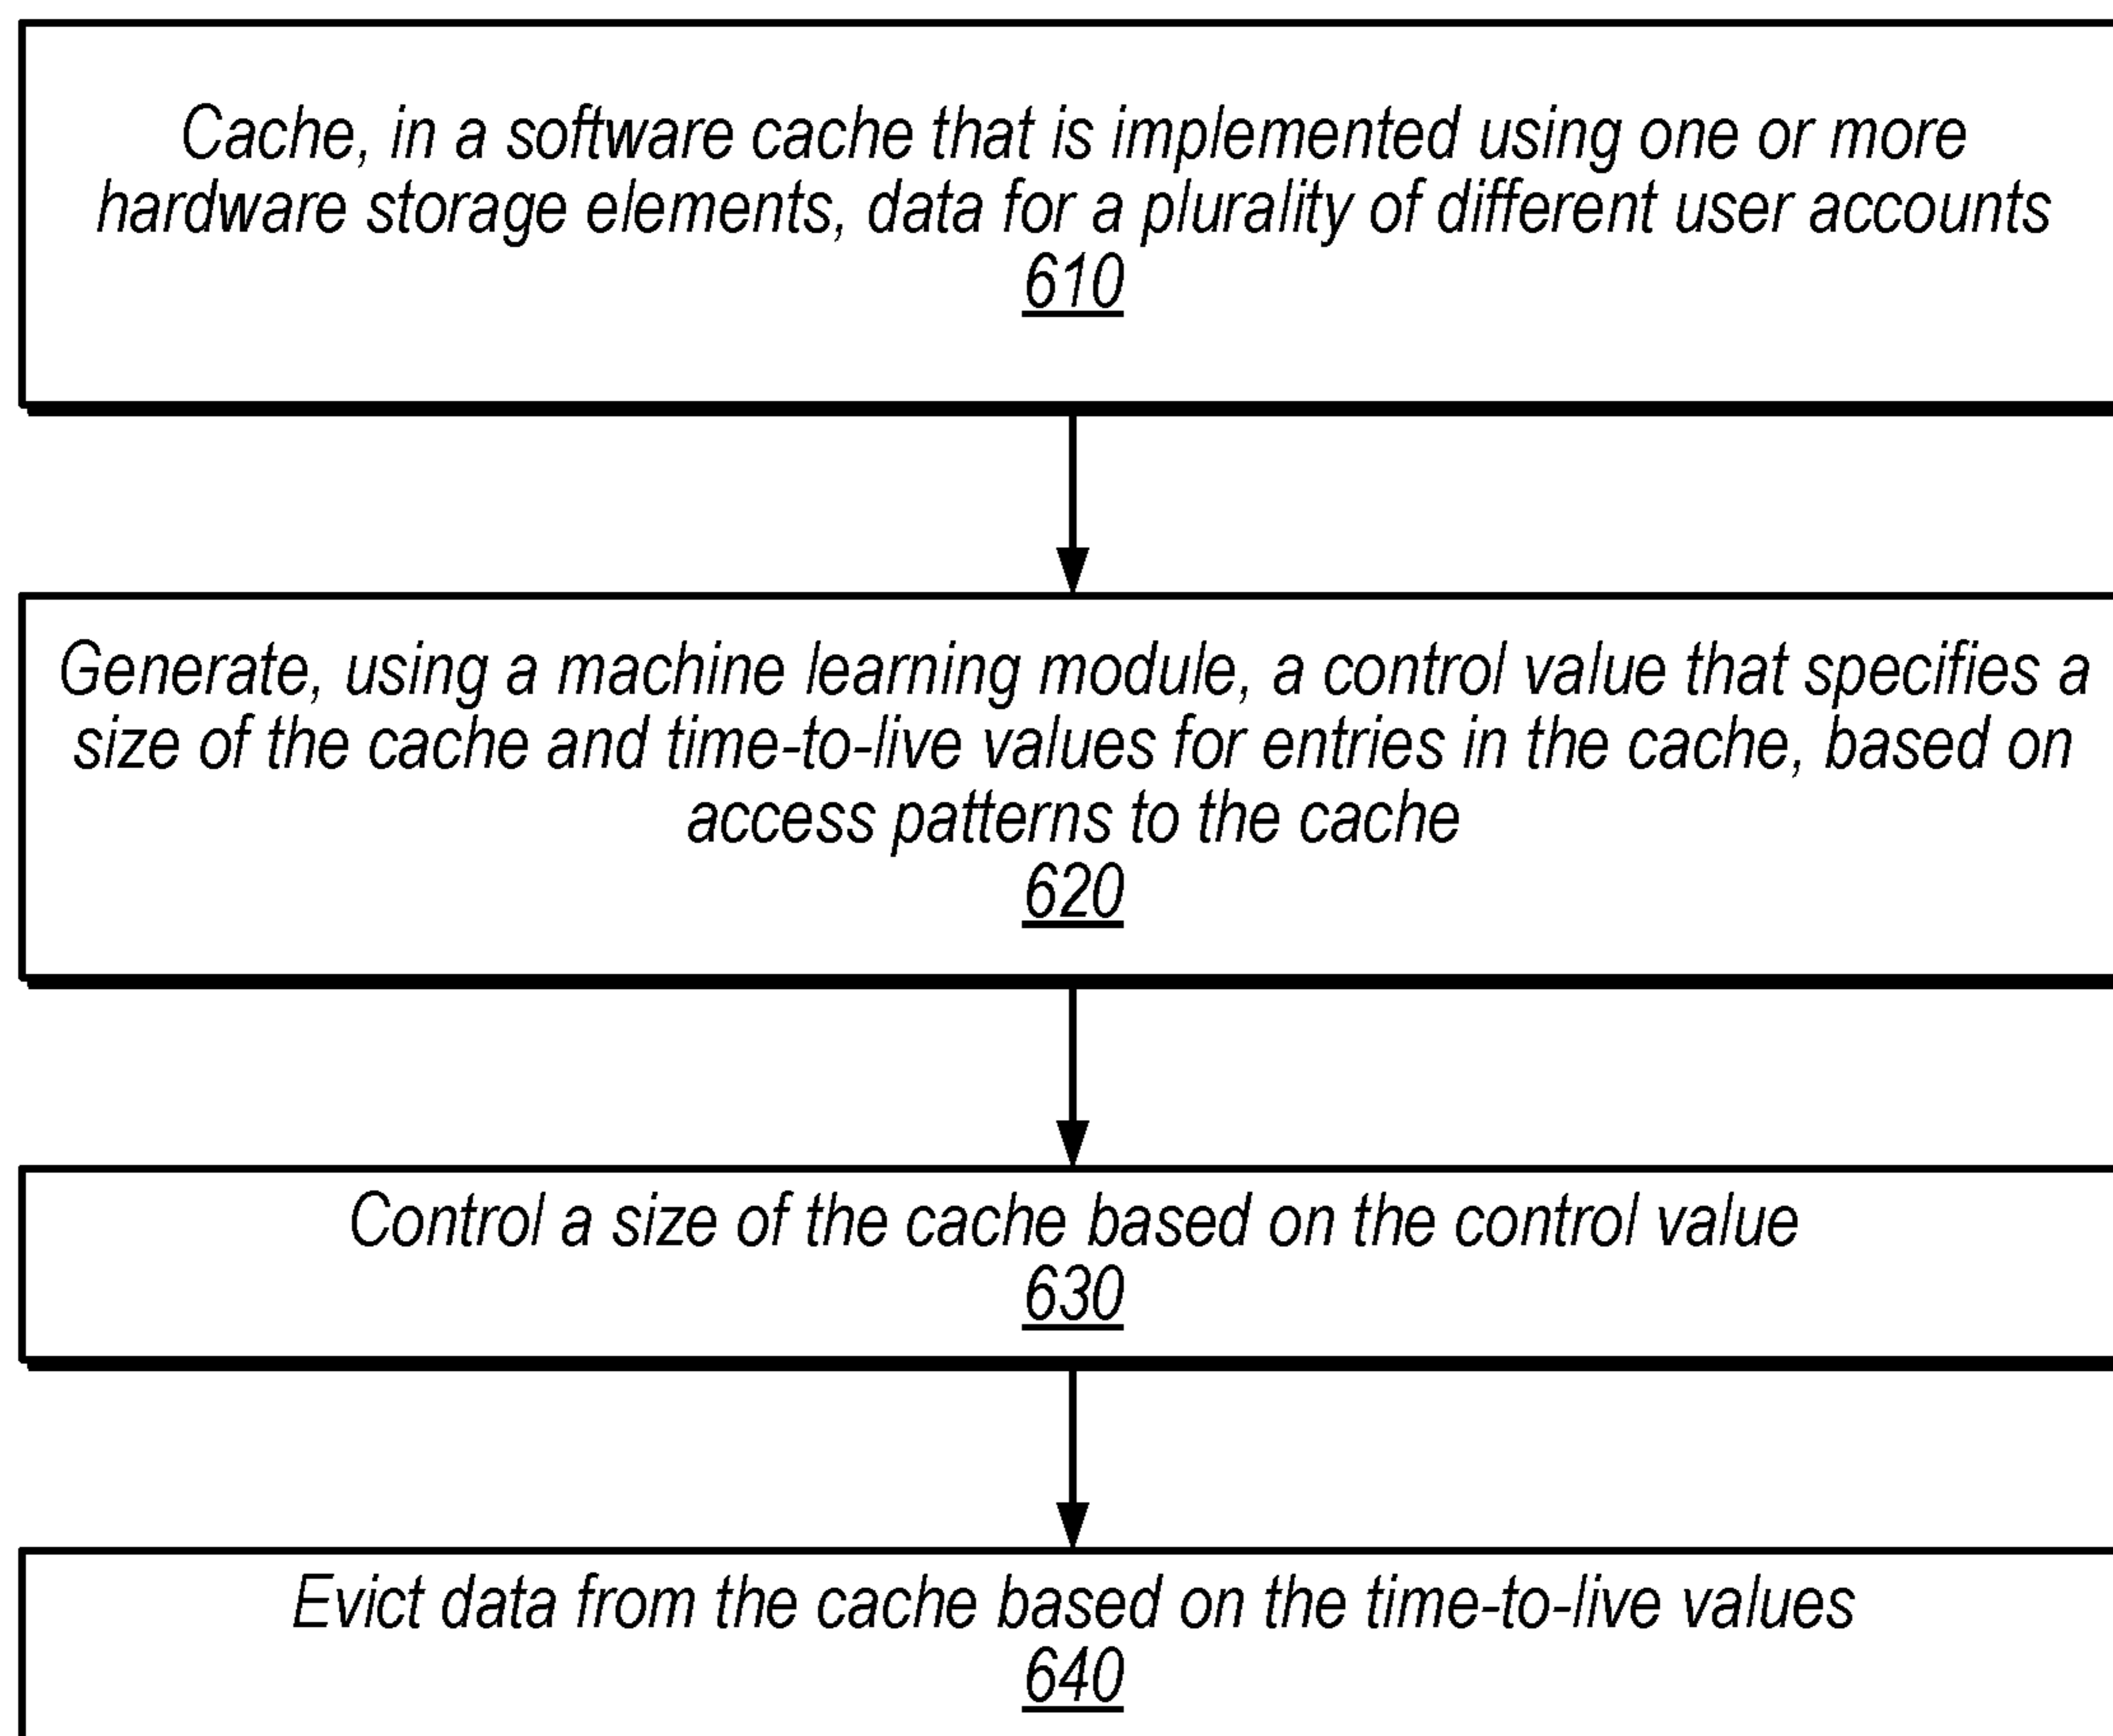 Cache, in a software cache that is implemented using one or more
hardware storage elements, data for a plurality of different user accounts
610
Generate, using a machine learning module, a control value that specifies a
size of the cache and time-to-live values for entries in the cache, based on
access patterns to the cache
620
Control a size of the cache based on the control value
630
Evict data from the cache based on the time-to-live values
640